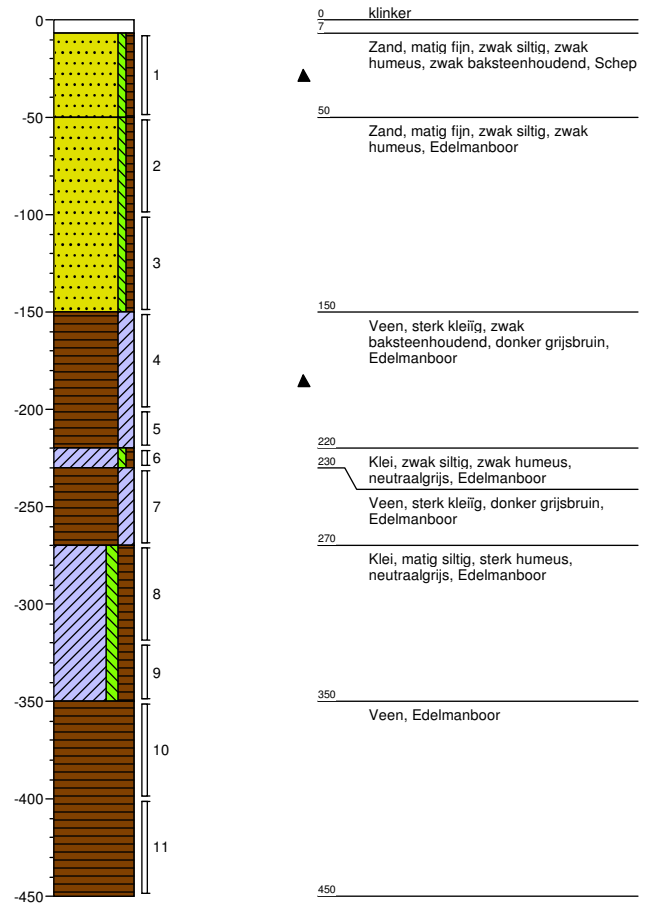 0
-50
-100
-150
-200
-250
-300
-350
-400
-450
1
2
3
4
5
6
7
8
9
10
11
0 klinker
7
Zand, matig fijn, zwak siltig, zwak
humeus, zwak baksteenhoudend, Schep
50
Zand, matig fijn, zwak siltig, zwak
humeus, Edelmanboor
150
Veen, sterk kleiïg, zwak
baksteenhoudend, donker grijsbruin,
Edelmanboor
220
Klei, zwak siltig, zwak humeus,
neutraalgrijs, Edelmanboor
230
Veen, sterk kleiïg, donker grijsbruin,
Edelmanboor
270
Klei, matig siltig, sterk humeus,
neutraalgrijs, Edelmanboor
350
Veen, Edelmanboor
450